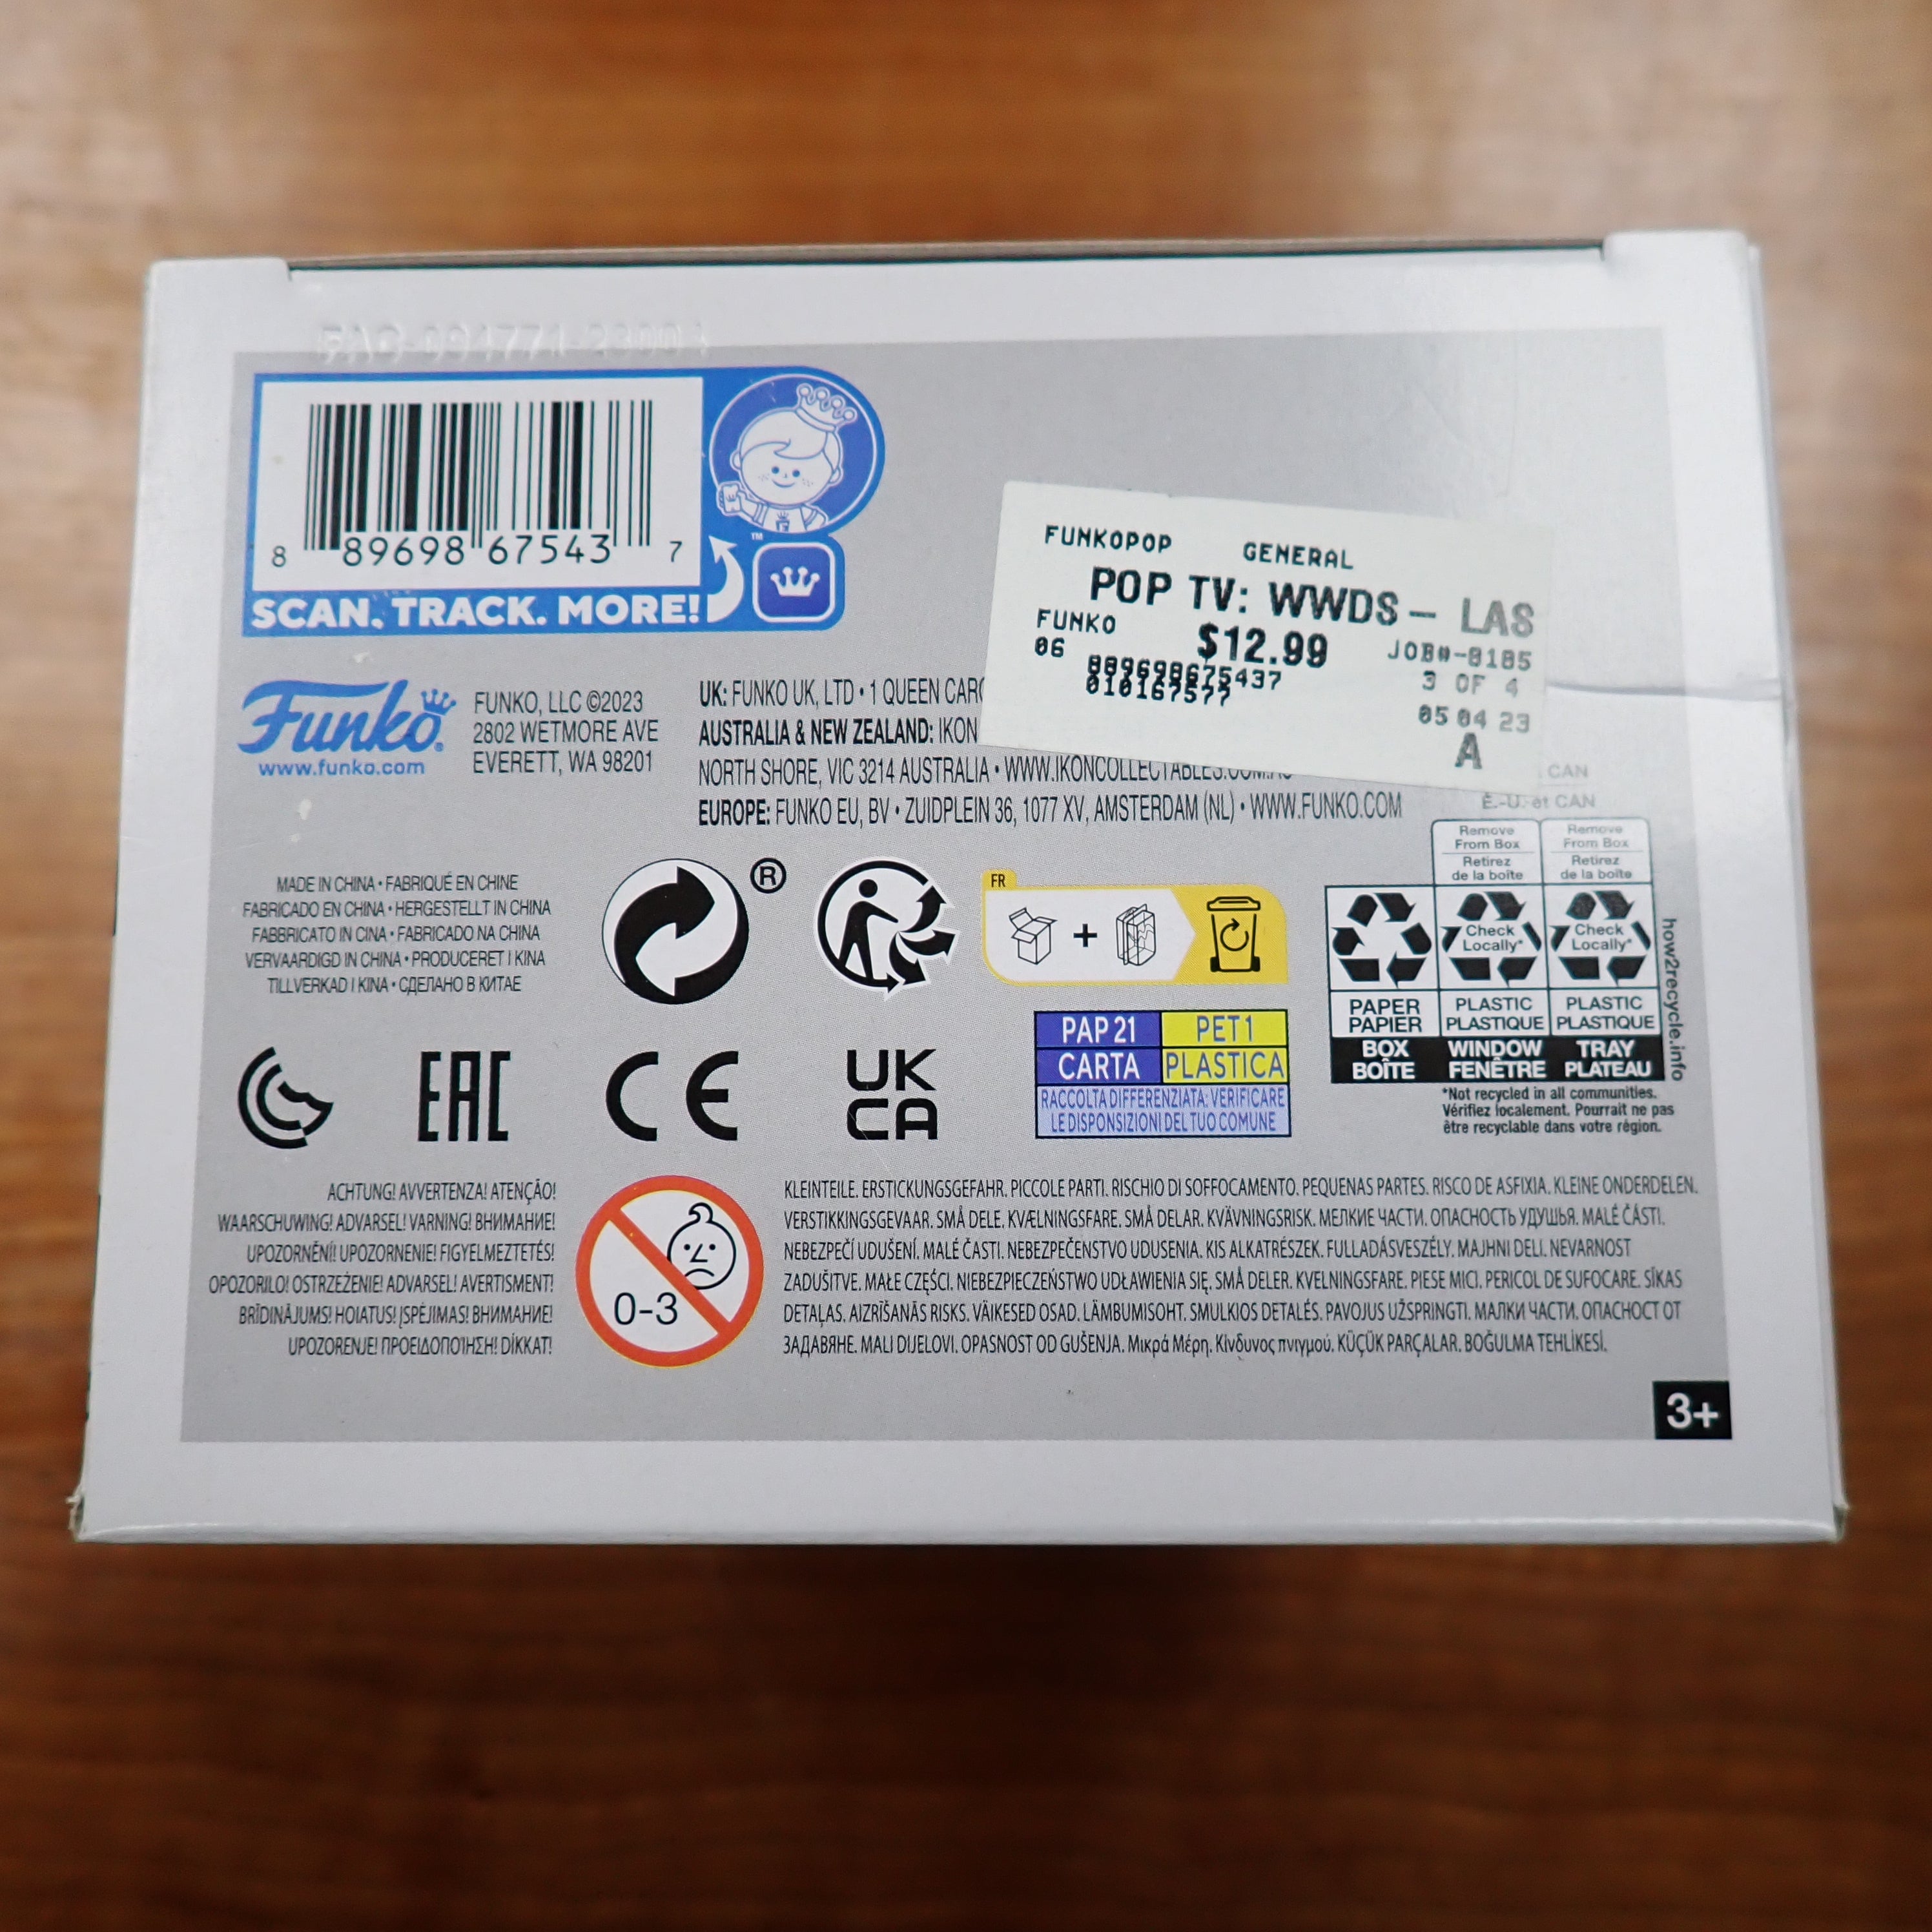 8 89698 67543 7
SCAN. TRACK. MORE!
™
FUNKOPOP GENERAL
POP TV: WWDS – LAS
FUNKO $12.99 JOB#-8185
06 889698675437 3 OF 4
010167577 05 04 23
A
Funko
www.funko.com
FUNKO, LLC ©2023
2802 WETMORE AVE
EVERETT, WA 98201
UK: FUNKO UK, LTD • 1 QUEEN
AUSTRALIA & NEW ZEALAND: IKON
NORTH SHORE, VIC 3214 AUSTRALIA •
EUROPE: FUNKO EU, BV • ZUIDPLEIN 36, 1077 XV, AMSTERDAM (NL) • WWW.FUNKO.COM
CAN
É.-U. et CAN
MADE IN CHINA • FABRIQUÉ EN CHINE
FABRICADO EN CHINA • HERGESTELLT IN CHINA
FABBRICATO IN CINA • FABRICADO NA CHINA
VERVAARDIGD IN CHINA • PRODUCERET I KINA
TILLVERKAD I KINA • СДЕЛАНО В КИТАЕ
®
FR
+
Remove
From Box
Retirez
de la boîte
Remove
From Box
Retirez
de la boîte
Check
Locally*
Check
Locally*
PAPER
PAPIER
PLASTIC
PLASTIQUE
PLASTIC
PLASTIQUE
BOX
BOÎTE
WINDOW
FENÊTRE
TRAY
PLATEAU
how2recycle.info
*Not recycled in all communities.
Vérifiez localement. Pourrait ne pas
être recyclable dans votre région.
EAC
CE
UK
CA
PAP 21 PET 1
CARTA PLASTICA
RACCOLTA DIFFERENZIATA: VERIFICARE
LE DISPONSIZIONI DEL TUO COMUNE
ACHTUNG! AVVERTENZA! ATENÇÃO!
WAARSCHUWING! ADVARSEL! VARNING! ВНИМАНИЕ!
UPOZORNĚNÍ! UPOZORNENIE! FIGYELMEZTETÉS!
OPOZORILO! OSTRZEŻENIE! ADVARSEL! AVERTISMENT!
BRĪDINĀJUMS! HOIATUS! ĮSPĖJIMAS! ВНИМАНИЕ!
UPOZORENJE! ΠΡΟΕΙΔΟΠΟΊΗΣΗ! DİKKAT!
0-3
KLEINTEILE. ERSTICKUNGSGEFAHR. PICCOLE PARTI. RISCHIO DI SOFFOCAMENTO. PEQUENAS PARTES. RISCO DE ASFIXIA. KLEINE ONDERDELEN.
VERSTIKKINGSGEVAAR. SMÅ DELE. KVÆLNINGSFARE. SMÅ DELAR. KVÄVNINGSRISK. МЕЛКИЕ ЧАСТИ. ОПАСНОСТЬ УДУШЬЯ. MALÉ ČÁSTI.
NEBEZPEČÍ UDUŠENÍ. MALÉ ČASTI. NEBEZPEČENSTVO UDUSENIA. KIS ALKATRÉSZEK. FULLADÁSVESZÉLY. MAJHNI DELI. NEVARNOST
ZADUŠITVE. MAŁE CZĘŚCI. NIEBEZPIECZEŃSTWO UDŁAWIENIA SIĘ. SMÅ DELER. KVELNINGSFARE. PIESE MICI. PERICOL DE SUFOCARE. SĪKAS
DETAĻAS. AIZRĪŠANĀS RISKS. VÄIKESED OSAD. LÄMBUMISOHT. SMULKIOS DETALĖS. PAVOJUS UŽSPRINGTI. МАЛКИ ЧАСТИ. ОПАСНОСТ ОТ
ЗАДАВЯНЕ. MALI DIJELOVI. OPASNOST OD GUŠENJA. Μικρά Μέρη. Κίνδυνος πνιγμού. KÜÇÜK PARÇALAR. BOĞULMA TEHLİKESİ.
3+